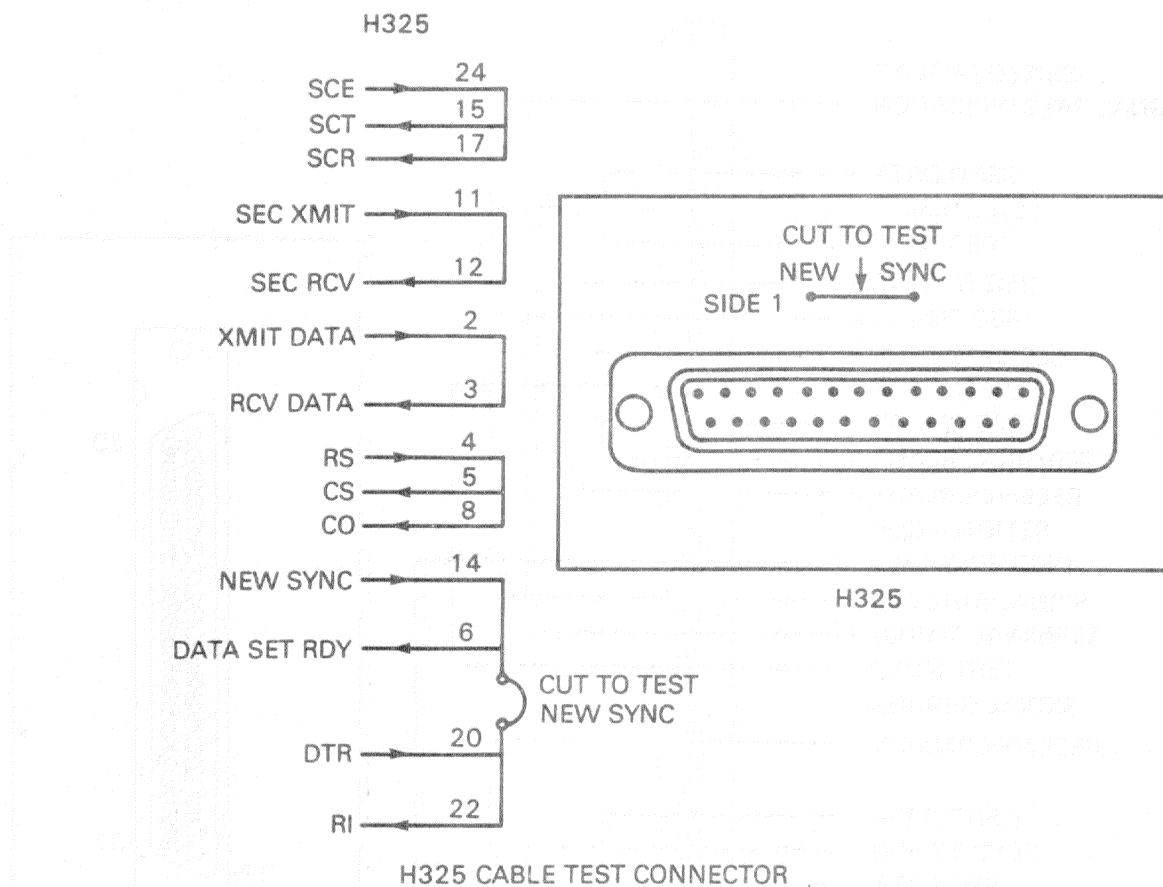 H325
SCE 24
SCT 15
SCR 17
SEC XMIT 11
SEC RCV 12
XMIT DATA 2
RCV DATA 3
RS 4
CS 5
CO 8
NEW SYNC 14
DATA SET RDY 6
CUT TO TEST
NEW SYNC
DTR 20
RI 22
CUT TO TEST
NEW SYNC
SIDE 1
H325
H325 CABLE TEST CONNECTOR